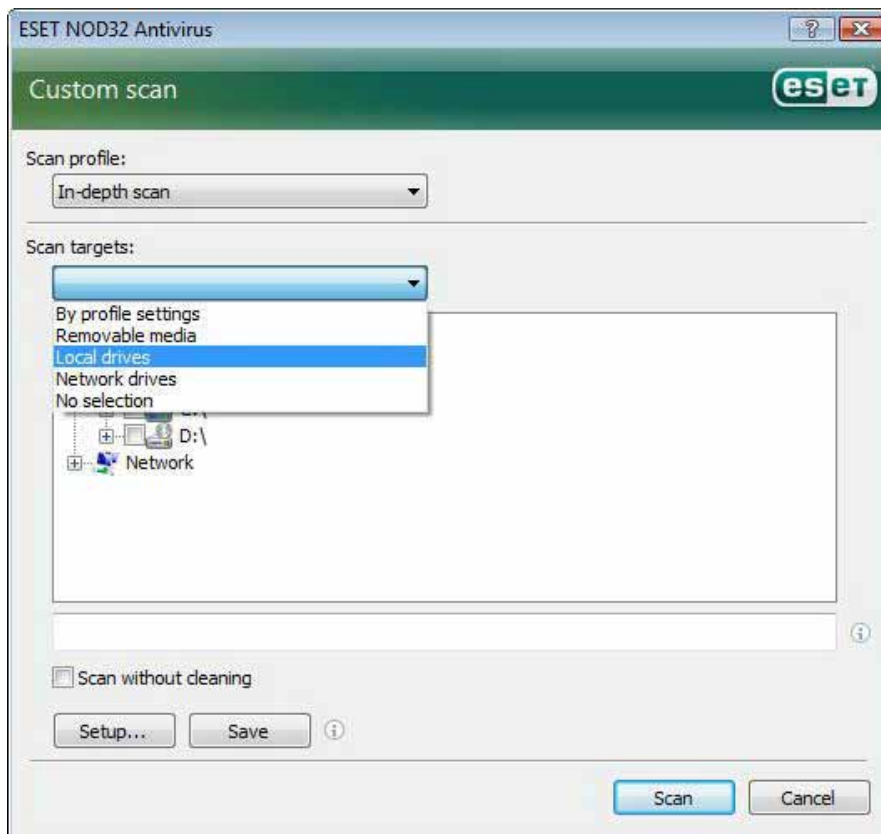 ESET NOD32 Antivirus
Custom scan
eset
Scan profile:
In-depth scan
Scan targets:
By profile settings
Removable media
Local drives
Network drives
No selection
D:\
Network
Scan without cleaning
Setup...
Save
Scan
Cancel